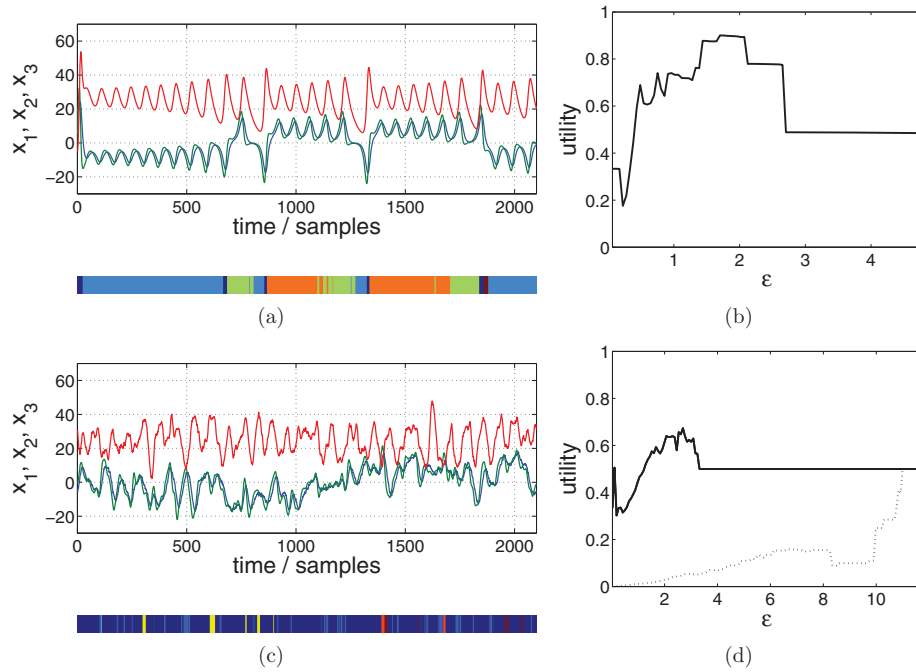 60
40
20
0
−20
x1, x2, x3
0 500 1000 1500 2000
time / samples
(a)
1
0.8
0.6
0.4
0.2
0
utility
1 2 3 4
ε
(b)
60
40
20
0
−20
x1, x2, x3
0 500 1000 1500 2000
time / samples
(c)
1
0.8
0.6
0.4
0.2
0
utility
2 4 6 8 10
ε
(d)